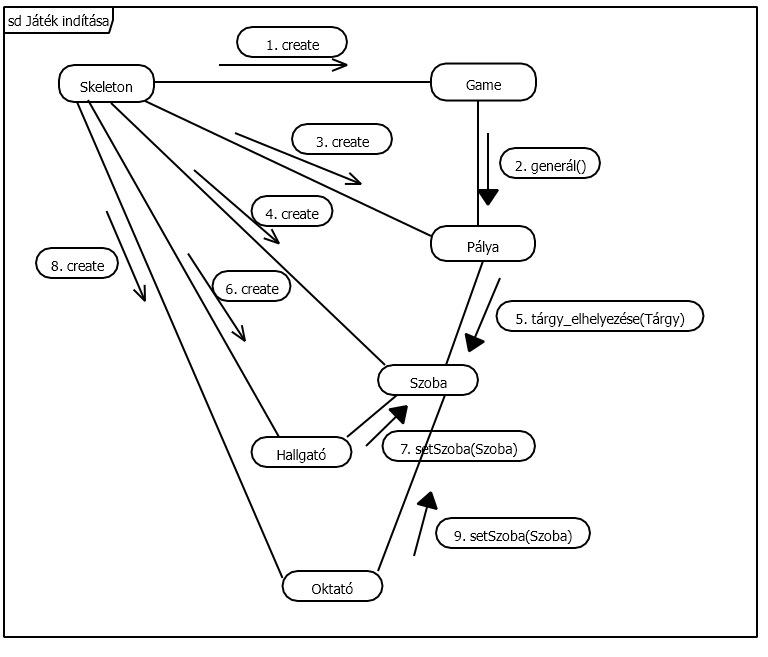 sd Játék indítása
1. create
Skeleton
Game
3. create
2. generál()
4. create
Pálya
8. create
6. create
5. tárgy_elhelyezése(Tárgy)
Szoba
Hallgató
7. setSzoba(Szoba)
9. setSzoba(Szoba)
Oktató